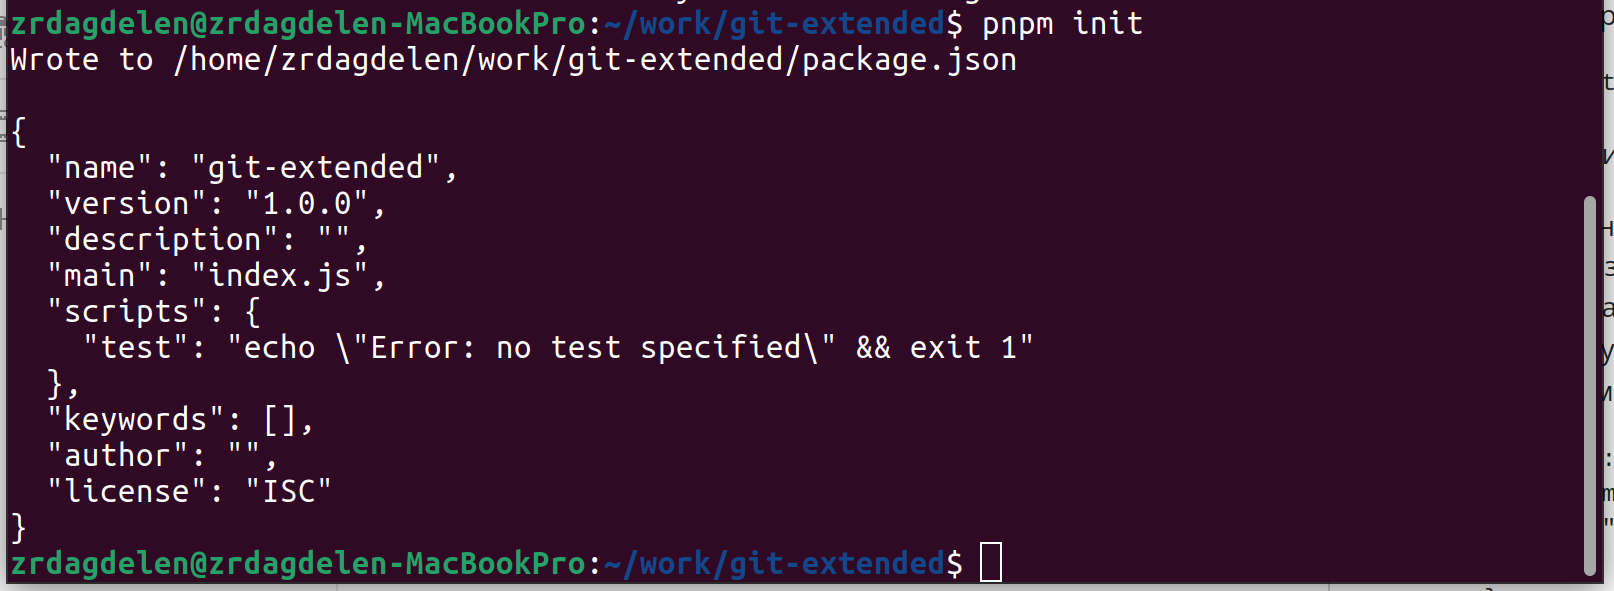 zrdagdelen@zrdagdelen-MacBookPro:~/work/git-extended$ pnpm init
Wrote to /home/zrdagdelen/work/git-extended/package.json

{
  "name": "git-extended",
  "version": "1.0.0",
  "description": "",
  "main": "index.js",
  "scripts": {
    "test": "echo \"Error: no test specified\" && exit 1"
  },
  "keywords": [],
  "author": "",
  "license": "ISC"
}
zrdagdelen@zrdagdelen-MacBookPro:~/work/git-extended$